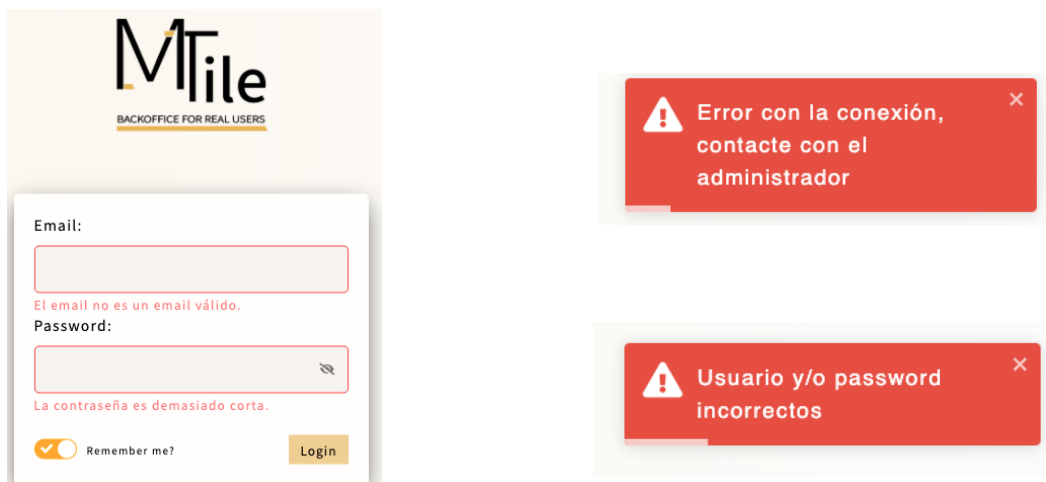 MTile
BACKOFFICE FOR REAL USERS
Email:
El email no es un email válido.
Password:
La contraseña es demasiado corta.
Remember me?
Login
Error con la conexión,
contacte con el
administrador
Usuario y/o password
incorrectos